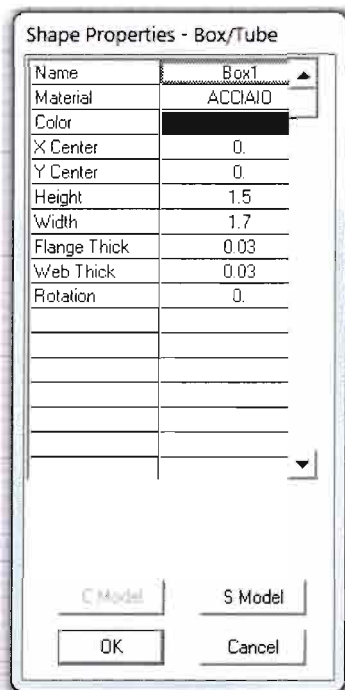 Shape Properties - Box/Tube
Name Box1
Material ACCIAIO
Color
X Center 0.
Y Center 0.
Height 1.5
Width 1.7
Flange Thick 0.03
Web Thick 0.03
Rotation 0.
C Model S Model
OK Cancel